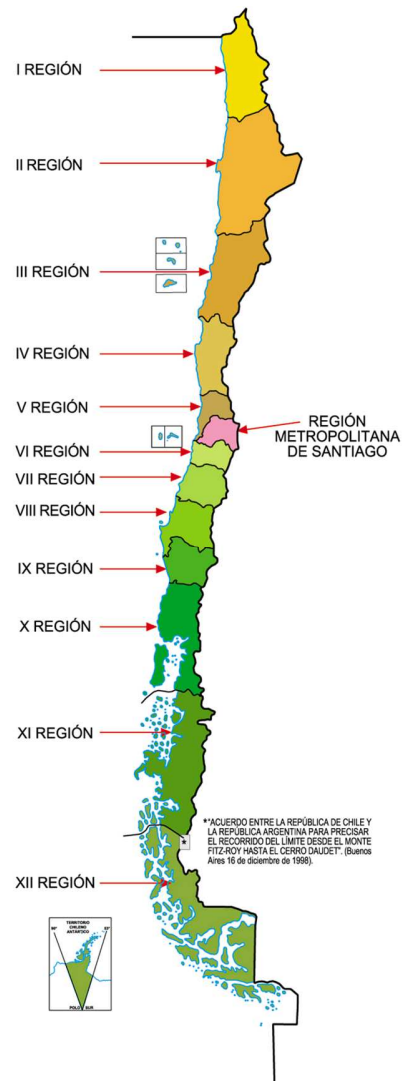 I REGIÓN
II REGIÓN
III REGIÓN
IV REGIÓN
V REGIÓN
REGIÓN
METROPOLITANA
DE SANTIAGO
VI REGIÓN
VII REGIÓN
VIII REGIÓN
IX REGIÓN
X REGIÓN
XI REGIÓN
* "ACUERDO ENTRE LA REPÚBLICA DE CHILE Y
LA REPÚBLICA ARGENTINA PARA PRECISAR
EL RECORRIDO DEL LÍMITE DESDE EL MONTE
FITZ-ROY HASTA EL CERRO DAUDET". (Buenos
Aires 16 de diciembre de 1998).
*
XII REGIÓN
TERRITORIO
CHILENO
ANTÁRTICO
90° 53°
POLO SUR